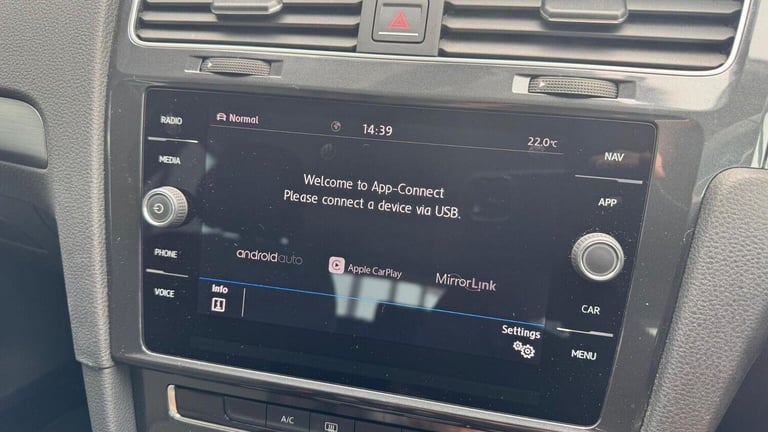 RADIO
MEDIA
PHONE
VOICE
Normal
14:39
22.0°C
Welcome to App-Connect
Please connect a device via USB.
androidauto
Apple CarPlay
MirrorLink
Info
Settings
NAV
APP
CAR
MENU
A/C